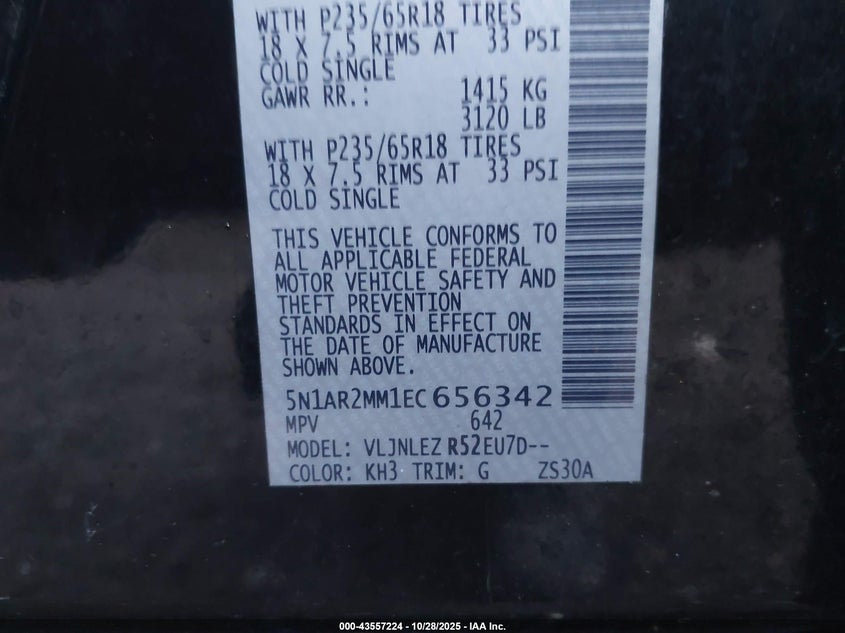 WITH P235/65R18 TIRES
18 X 7.5 RIMS AT 33 PSI
COLD SINGLE
GAWR RR.: 1415 KG
3120 LB
WITH P235/65R18 TIRES
18 X 7.5 RIMS AT 33 PSI
COLD SINGLE
THIS VEHICLE CONFORMS TO
ALL APPLICABLE FEDERAL
MOTOR VEHICLE SAFETY AND
THEFT PREVENTION
STANDARDS IN EFFECT ON
THE DATE OF MANUFACTURE
SHOWN ABOVE.
5N1AR2MM1EC656342
MPV 642
MODEL: VLJNLEZ R52EU7D--
COLOR: KH3 TRIM: G ZS30A
000-43557224 - 10/28/2025 - IAA Inc.